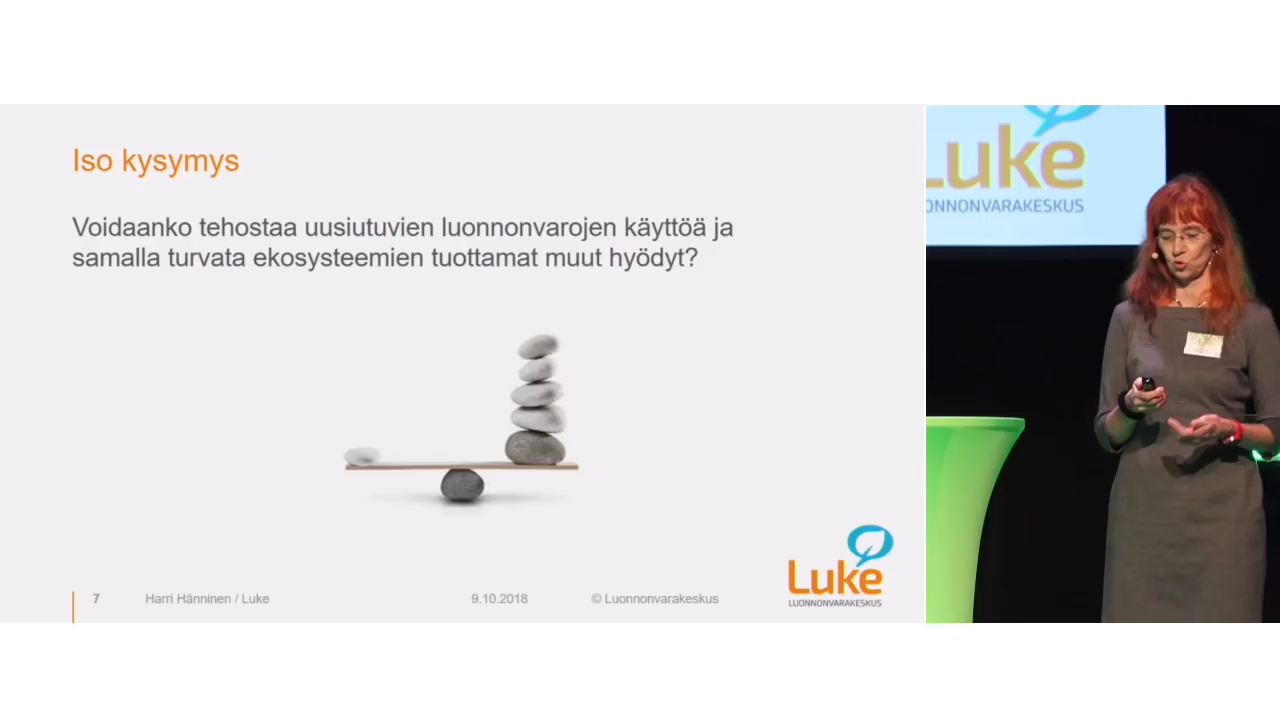 Iso kysymys
Voidaanko tehostaa uusiutuvien luonnonvarojen käyttöä ja
samalla turvata ekosysteemien tuottamat muut hyödyt?
Luke
LUONNONVARAKESKUS
7 Harri Hänninen / Luke 9.10.2018 © Luonnonvarakeskus
Luke
ONNONVARAKESKUS